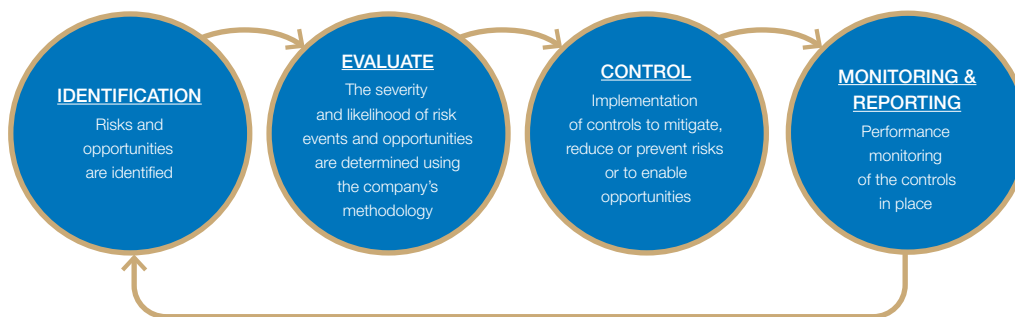 IDENTIFICATION
Risks and
opportunities
are identified
EVALUATE
The severity
and likelihood of risk
events and opportunities
are determined using
the company's
methodology
CONTROL
Implementation
of controls to mitigate,
reduce or prevent risks
or to enable
opportunities
MONITORING &
REPORTING
Performance
monitoring
of the controls
in place